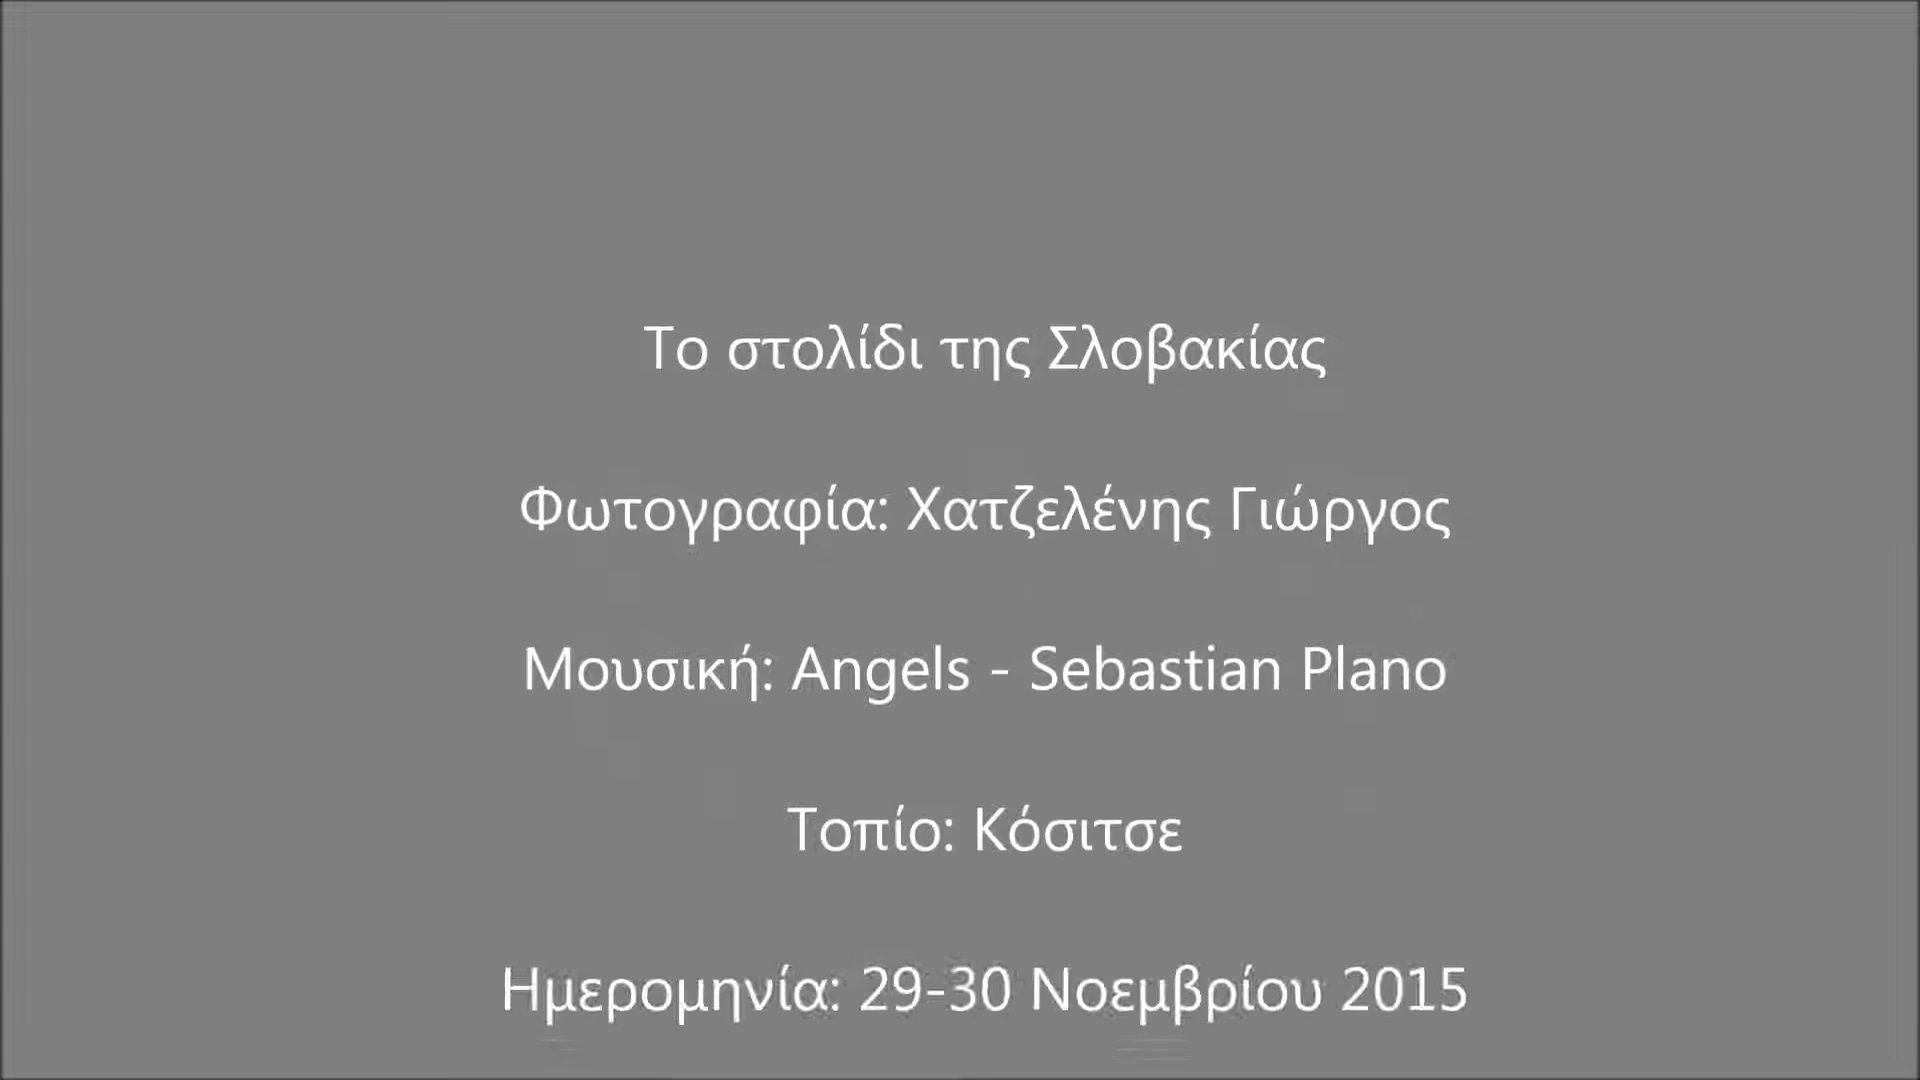 Το στολίδι της Σλοβακίας
Φωτογραφία: Χατζελένης Γιώργος
Μουσική: Angels - Sebastian Plano
Τοπίο: Κόσιτσε
Ημερομηνία: 29-30 Νοεμβρίου 2015